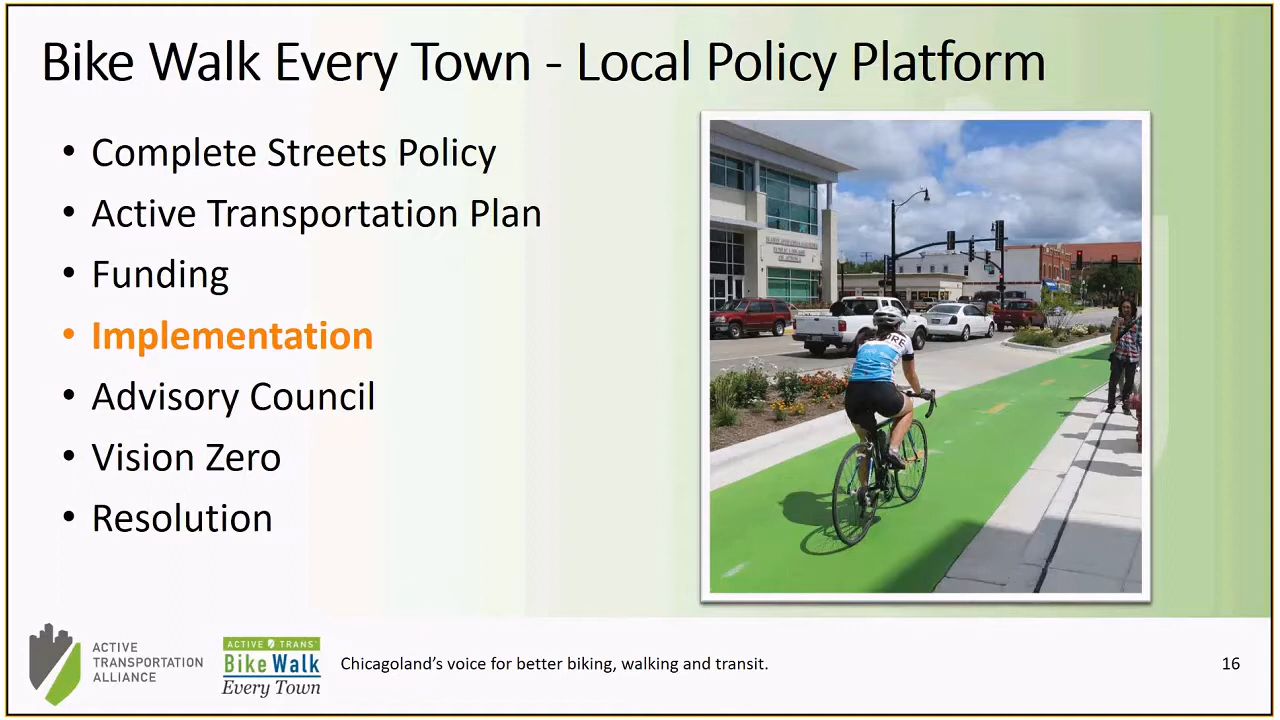 Bike Walk Every Town - Local Policy Platform
• Complete Streets Policy
• Active Transportation Plan
• Funding
• Implementation
• Advisory Council
• Vision Zero
• Resolution
ACTIVE
TRANSPORTATION
ALLIANCE
ACTIVE TRANS
Bike Walk
Every Town
Chicagoland's voice for better biking, walking and transit.
16